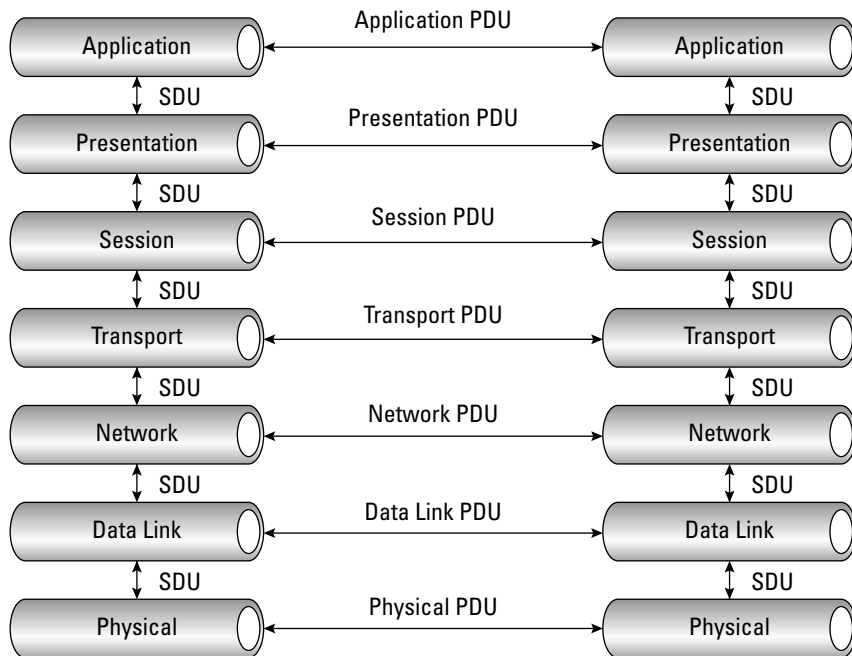 Application PDU
Application Application
SDU SDU
Presentation PDU
Presentation Presentation
SDU SDU
Session PDU
Session Session
SDU SDU
Transport PDU
Transport Transport
SDU SDU
Network PDU
Network Network
SDU SDU
Data Link PDU
Data Link Data Link
SDU SDU
Physical PDU
Physical Physical